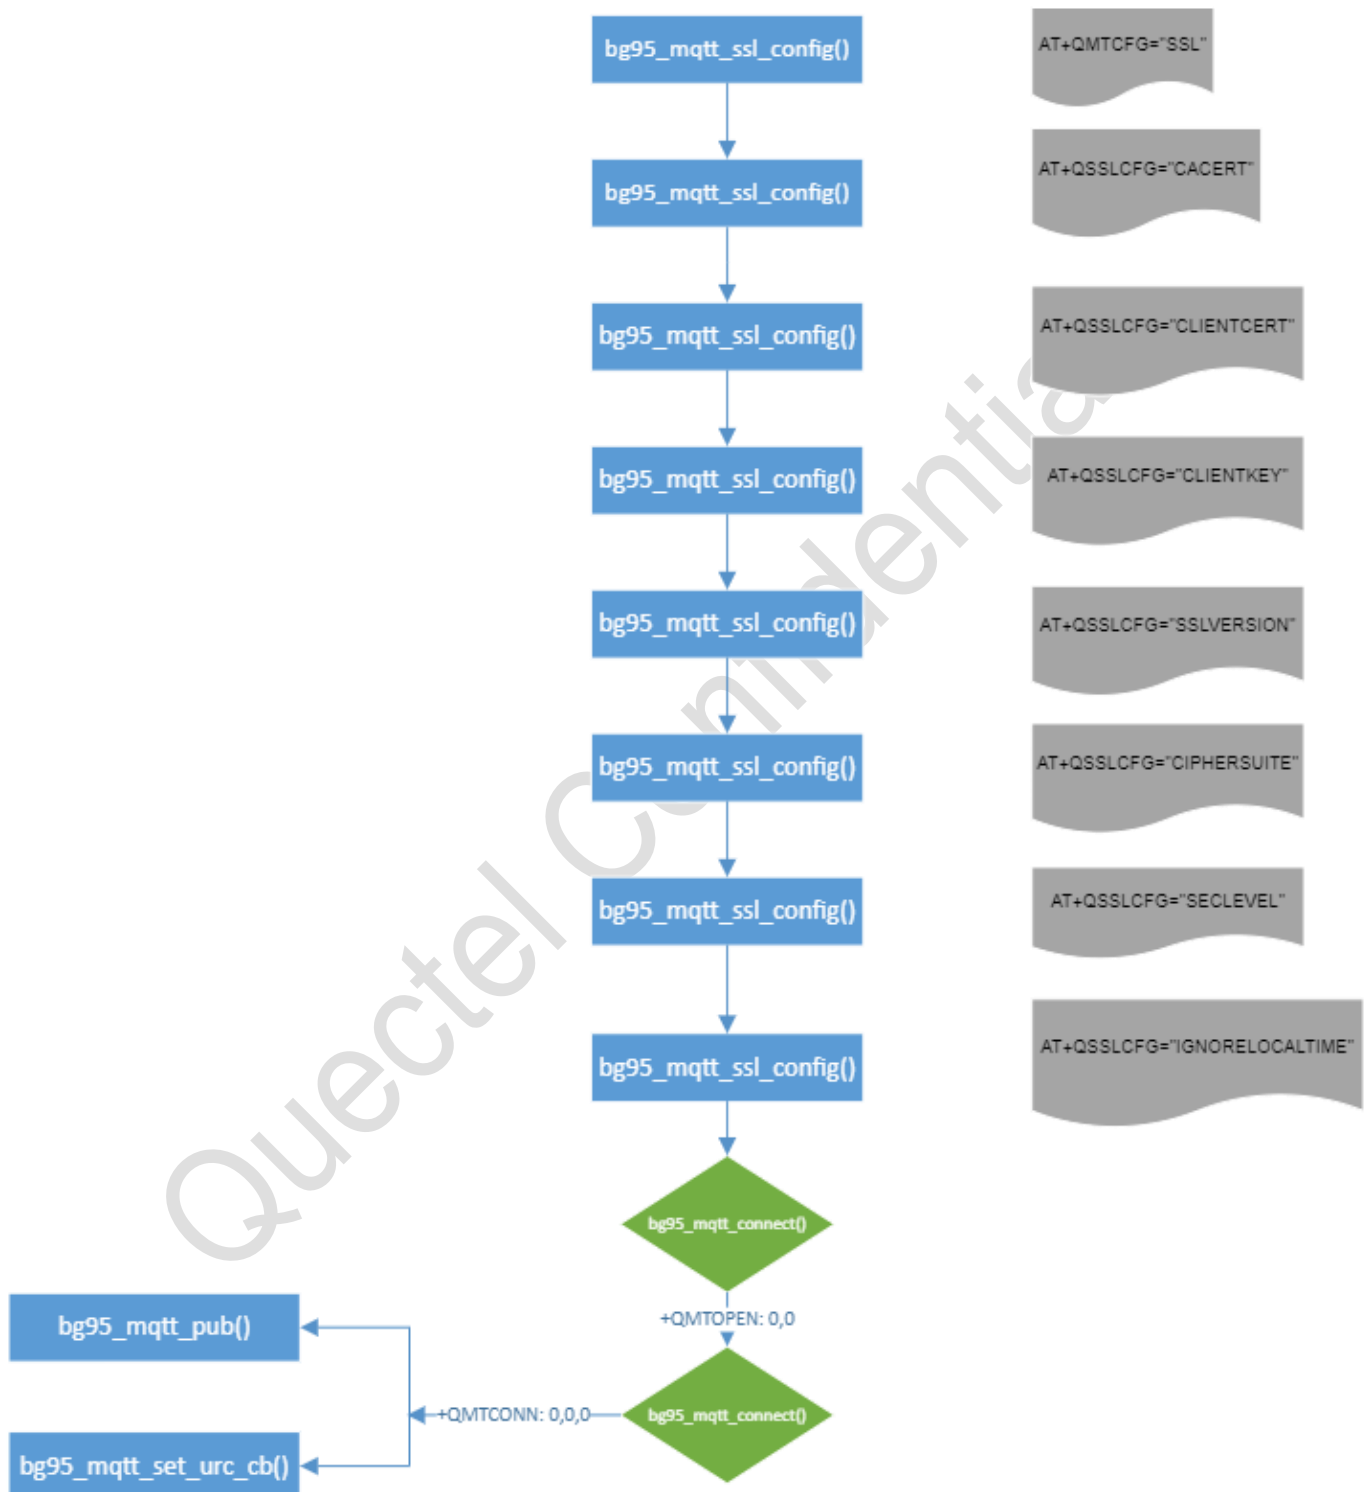 bg95_mqtt_ssl_config()
AT+QMTCFG="SSL"
bg95_mqtt_ssl_config()
AT+QSSLCFG="CACERT"
bg95_mqtt_ssl_config()
AT+QSSLCFG="CLIENTCERT"
bg95_mqtt_ssl_config()
AT+QSSLCFG="CLIENTKEY"
bg95_mqtt_ssl_config()
AT+QSSLCFG="SSLVERSION"
bg95_mqtt_ssl_config()
AT+QSSLCFG="CIPHERSUITE"
bg95_mqtt_ssl_config()
AT+QSSLCFG="SECLEVEL"
bg95_mqtt_ssl_config()
AT+QSSLCFG="IGNORELOCALTIME"
Quectel Confidential
bg95_mqtt_connect()
+QMTOPEN: 0,0
bg95_mqtt_pub()
bg95_mqtt_connect()
+QMTCONN: 0,0,0
bg95_mqtt_set_urc_cb()